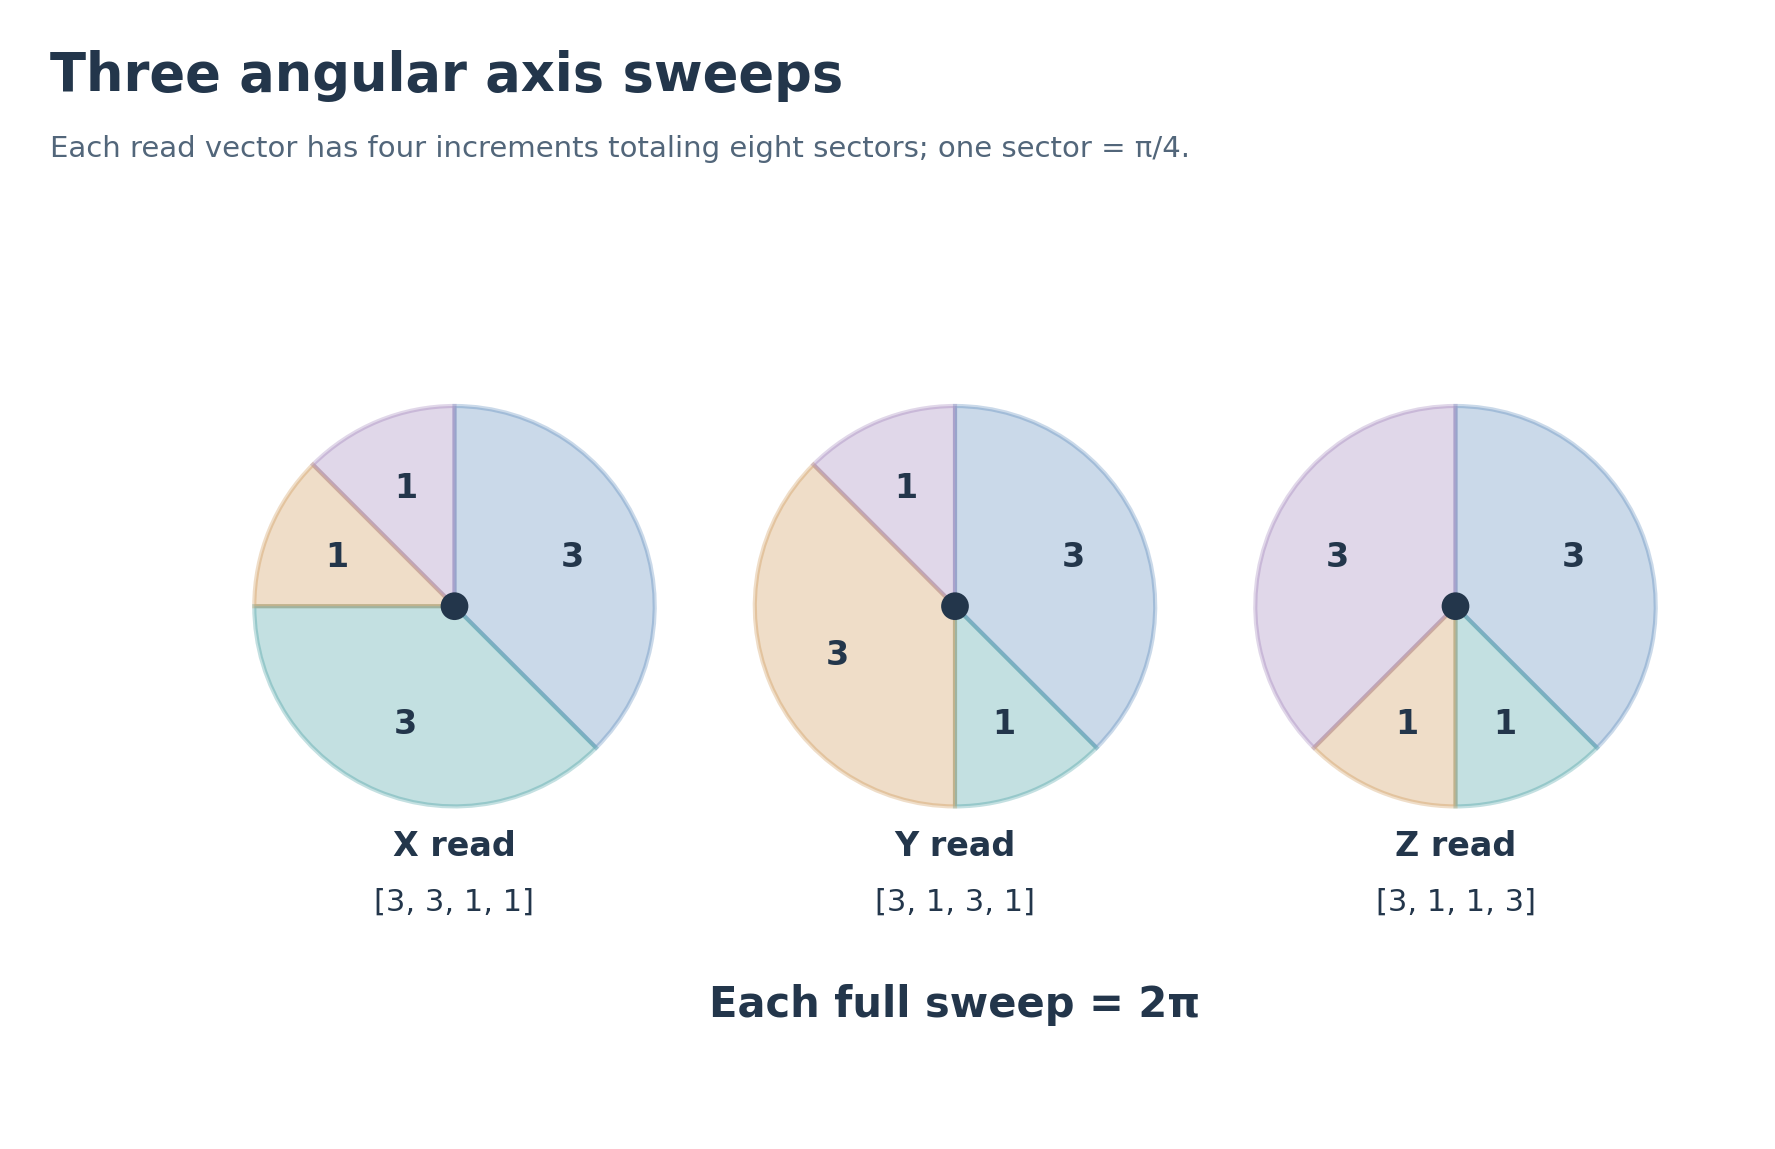 Three angular axis sweeps
Each read vector has four increments totaling eight sectors; one sector = π/4.
1
3
1
3
1
3
3
1
3
3
1
1
X read
Y read
Z read
[3, 3, 1, 1]
[3, 1, 3, 1]
[3, 1, 1, 3]
Each full sweep = 2π